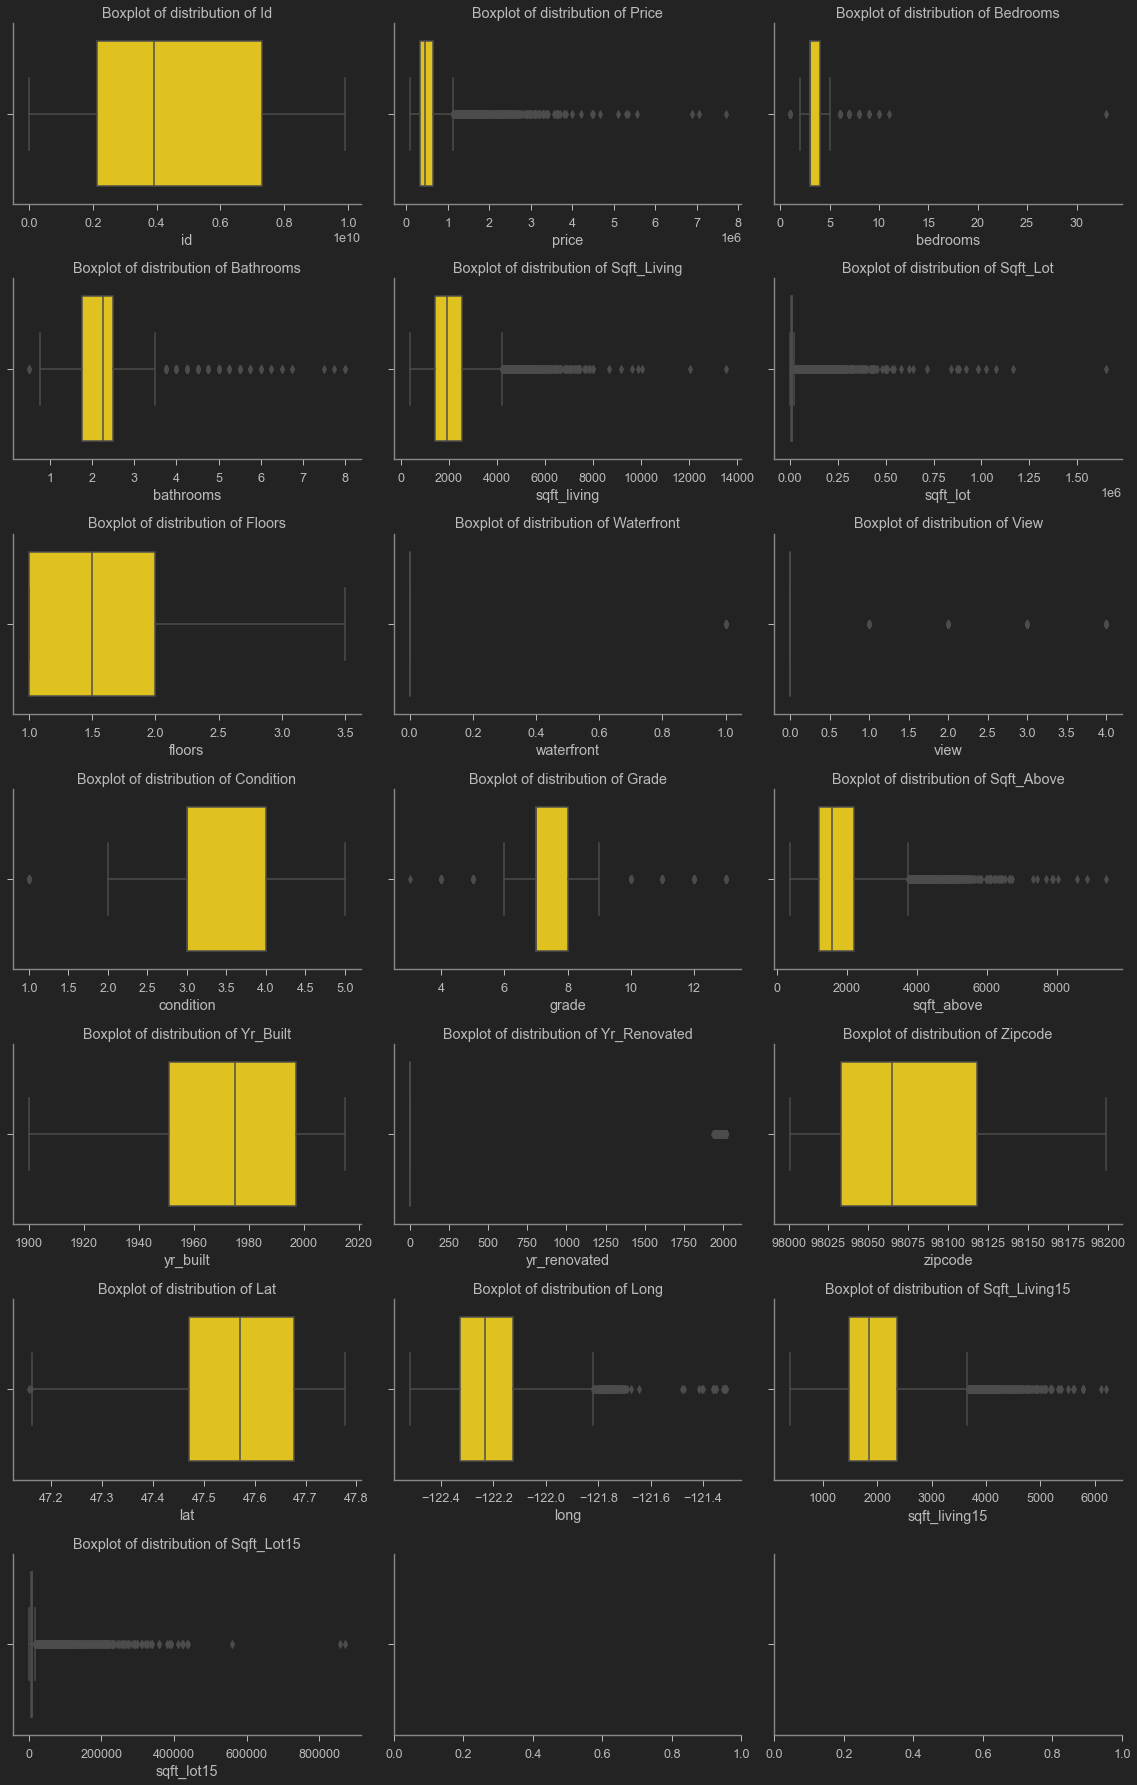 Boxplot of distribution of Id
Boxplot of distribution of Price
Boxplot of distribution of Bedrooms
0.0 0.2 0.4 0.6 0.8 1.0
1e10
id
0 1 2 3 4 5 6 7 8
1e6
price
0 5 10 15 20 25 30
bedrooms
Boxplot of distribution of Bathrooms
Boxplot of distribution of Sqft_Living
Boxplot of distribution of Sqft_Lot
1 2 3 4 5 6 7 8
bathrooms
0 2000 4000 6000 8000 10000 12000 14000
sqft_living
0.00 0.25 0.50 0.75 1.00 1.25 1.50
1e6
sqft_lot
Boxplot of distribution of Floors
Boxplot of distribution of Waterfront
Boxplot of distribution of View
1.0 1.5 2.0 2.5 3.0 3.5
floors
0.0 0.2 0.4 0.6 0.8 1.0
waterfront
0.0 0.5 1.0 1.5 2.0 2.5 3.0 3.5 4.0
view
Boxplot of distribution of Condition
Boxplot of distribution of Grade
Boxplot of distribution of Sqft_Above
1.0 1.5 2.0 2.5 3.0 3.5 4.0 4.5 5.0
condition
4 6 8 10 12
grade
0 2000 4000 6000 8000
sqft_above
Boxplot of distribution of Yr_Built
Boxplot of distribution of Yr_Renovated
Boxplot of distribution of Zipcode
1900 1920 1940 1960 1980 2000 2020
yr_built
0 250 500 750 1000 1250 1500 1750 2000
yr_renovated
98000 98025 98050 98075 98100 98125 98150 98175 98200
zipcode
Boxplot of distribution of Lat
Boxplot of distribution of Long
Boxplot of distribution of Sqft_Living15
47.2 47.3 47.4 47.5 47.6 47.7 47.8
lat
−122.4 −122.2 −122.0 −121.8 −121.6 −121.4
long
1000 2000 3000 4000 5000 6000
sqft_living15
Boxplot of distribution of Sqft_Lot15
0 200000 400000 600000 800000
sqft_lot15
0.0 0.2 0.4 0.6 0.8 1.0
0.0 0.2 0.4 0.6 0.8 1.0